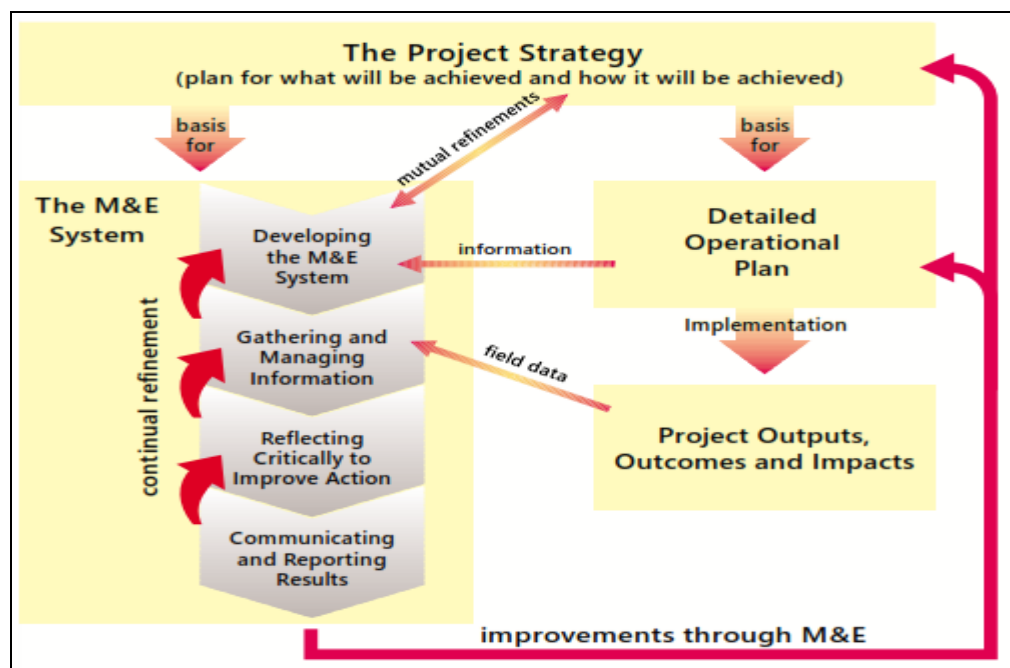 The Project Strategy
(plan for what will be achieved and how it will be achieved)
basis
for
mutual refinements
basis
for
The M&E
System
Developing
the M&E
System
information
Detailed
Operational
Plan
continual refinement
Gathering and
Managing
Information
field data
Implementation
Reflecting
Critically to
Improve Action
Project Outputs,
Outcomes and Impacts
Communicating
and Reporting
Results
improvements through M&E